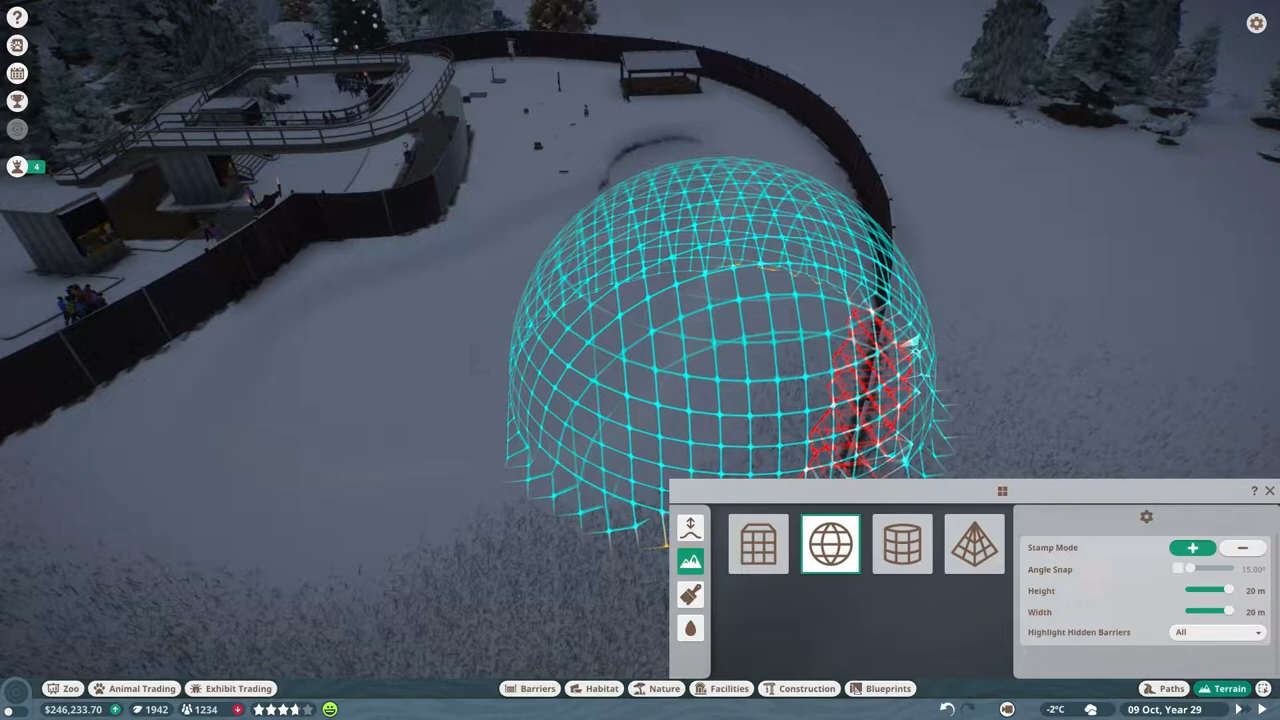 ?
4
? ×
Stamp Mode + −
Angle Snap 15.00°
Height 20 m
Width 20 m
Highlight Hidden Barriers All
Zoo Animal Trading Exhibit Trading Barriers Habitat Nature Facilities Construction Blueprints Paths Terrain
$246,233.70 1942 1234 -2°C 09 Oct, Year 29